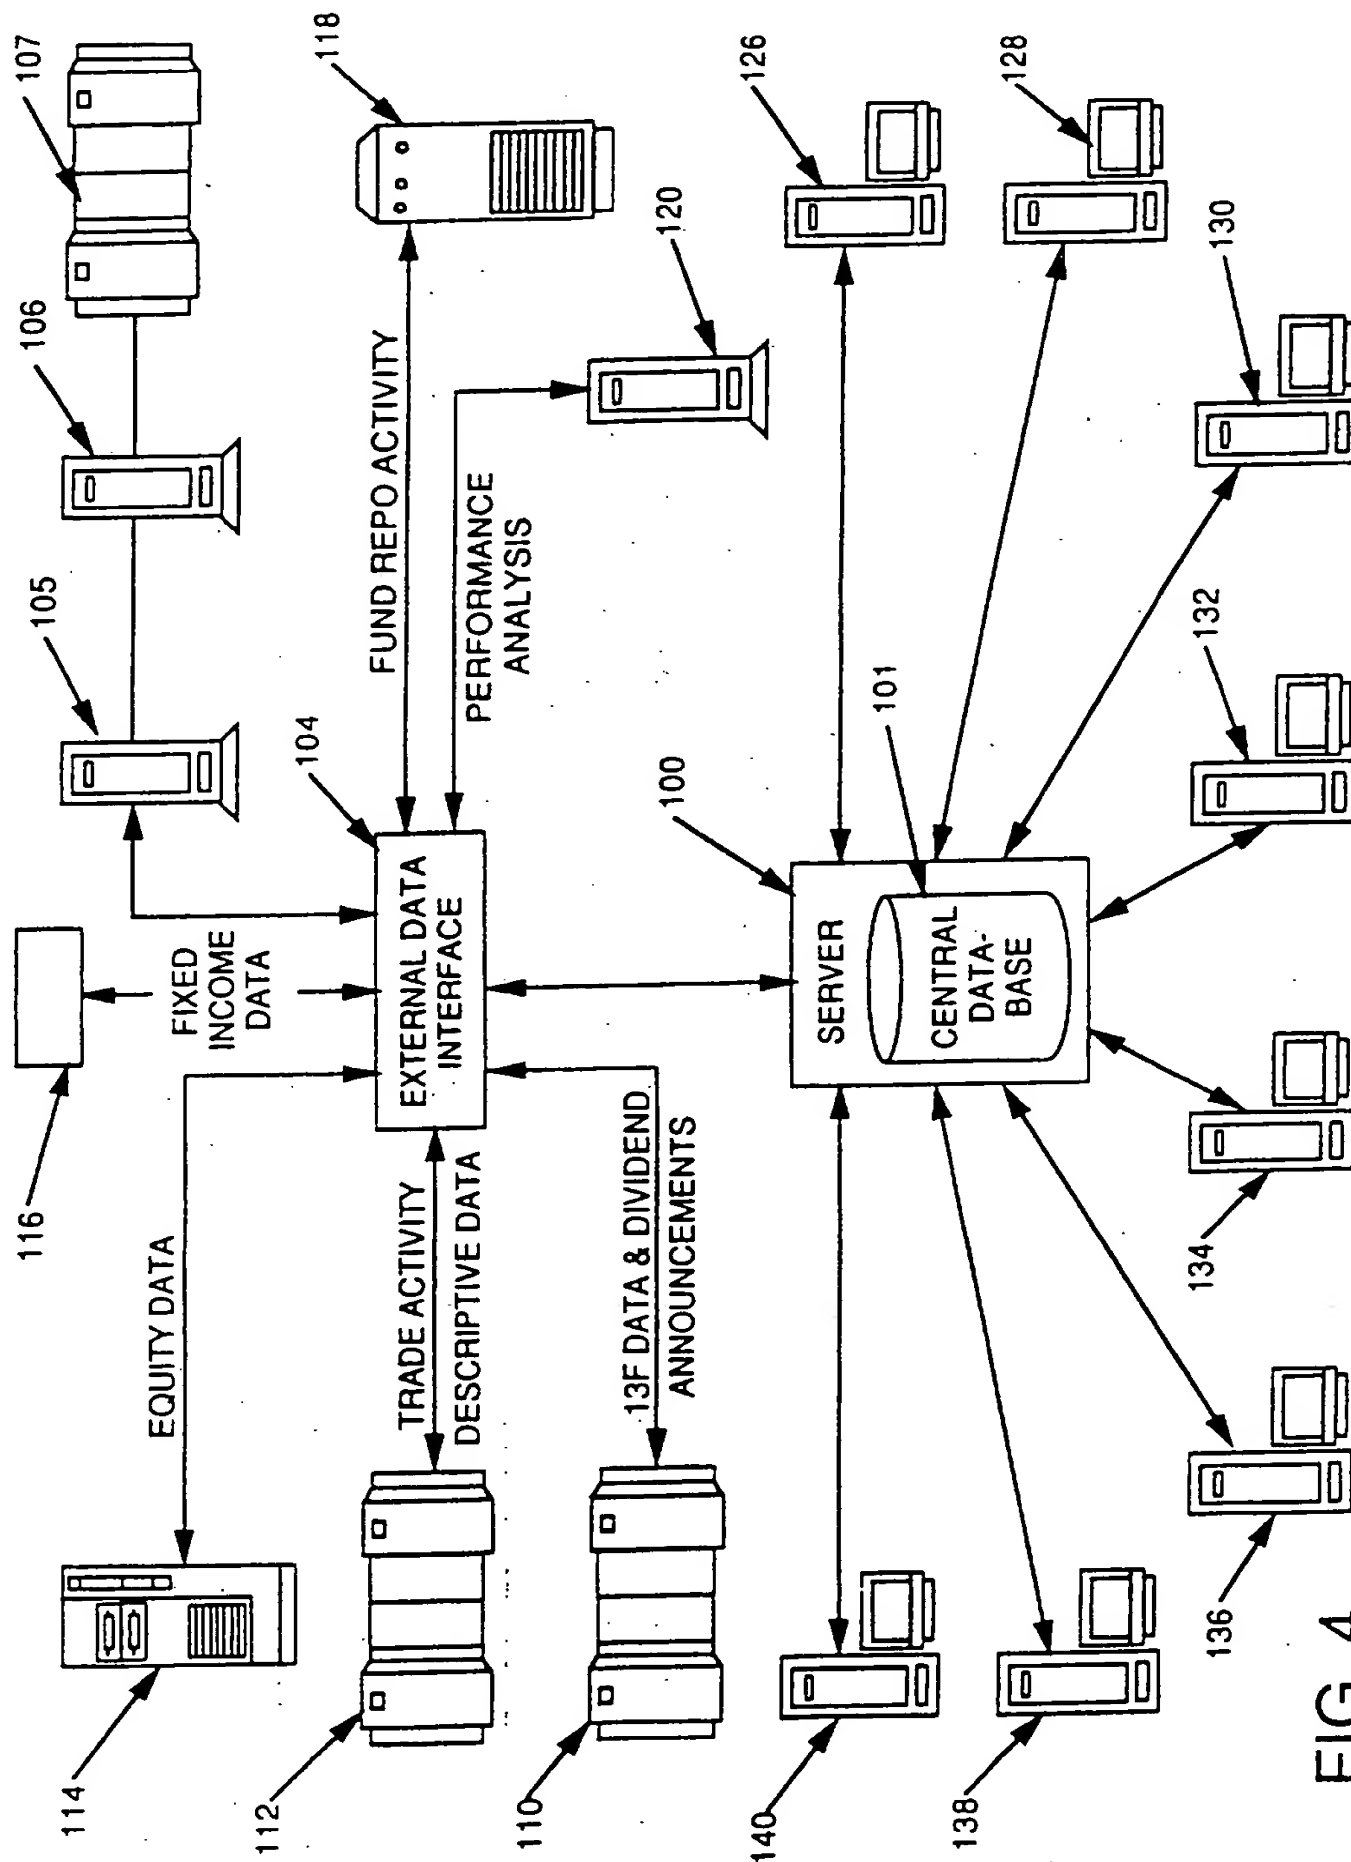 107
106
105
116
114
EQUITY DATA
FIXED
INCOME
DATA
104
118
FUND REPO ACTIVITY
120
PERFORMANCE
ANALYSIS
EXTERNAL DATA
INTERFACE
112
TRADE ACTIVITY
DESCRIPTIVE DATA
110
13F DATA & DIVIDEND
ANNOUNCEMENTS
100
101
SERVER
CENTRAL
DATA-
BASE
126
128
130
132
134
136
138
140
FIG 4